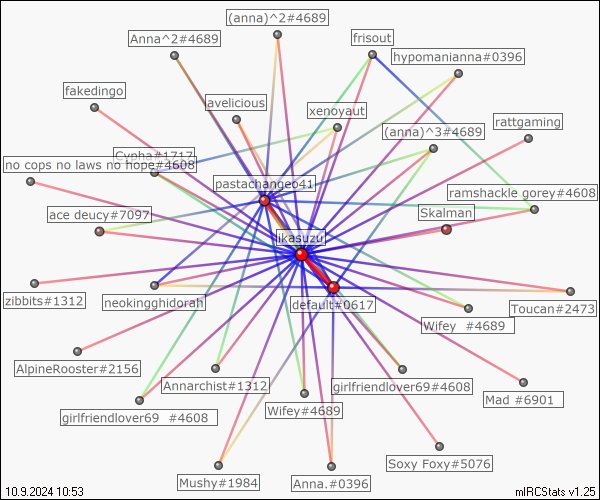 (anna)^2#4689
Anna^2#4689
frisout
hypomanianna#0396
fakedingo
avelicious
xenoyaut
rattgaming
(anna)^3#4689
Cypha#1717
no cops no laws no hope#4608
pastachangeo41
ramshackle gorey#4608
ace deucy#7097
Skalman
ikasuzu
zibbits#1312
neokingghidorah
default#0617
Toucan#2473
Wifey #4689
AlpineRooster#2156
Annarchist#1312
girlfriendlover69#4608
Mad #6901
girlfriendlover69 #4608
Wifey#4689
Soxy Foxy#5076
Mushy#1984
Anna.#0396
10.9.2024 10:53
mIRCStats v1.25